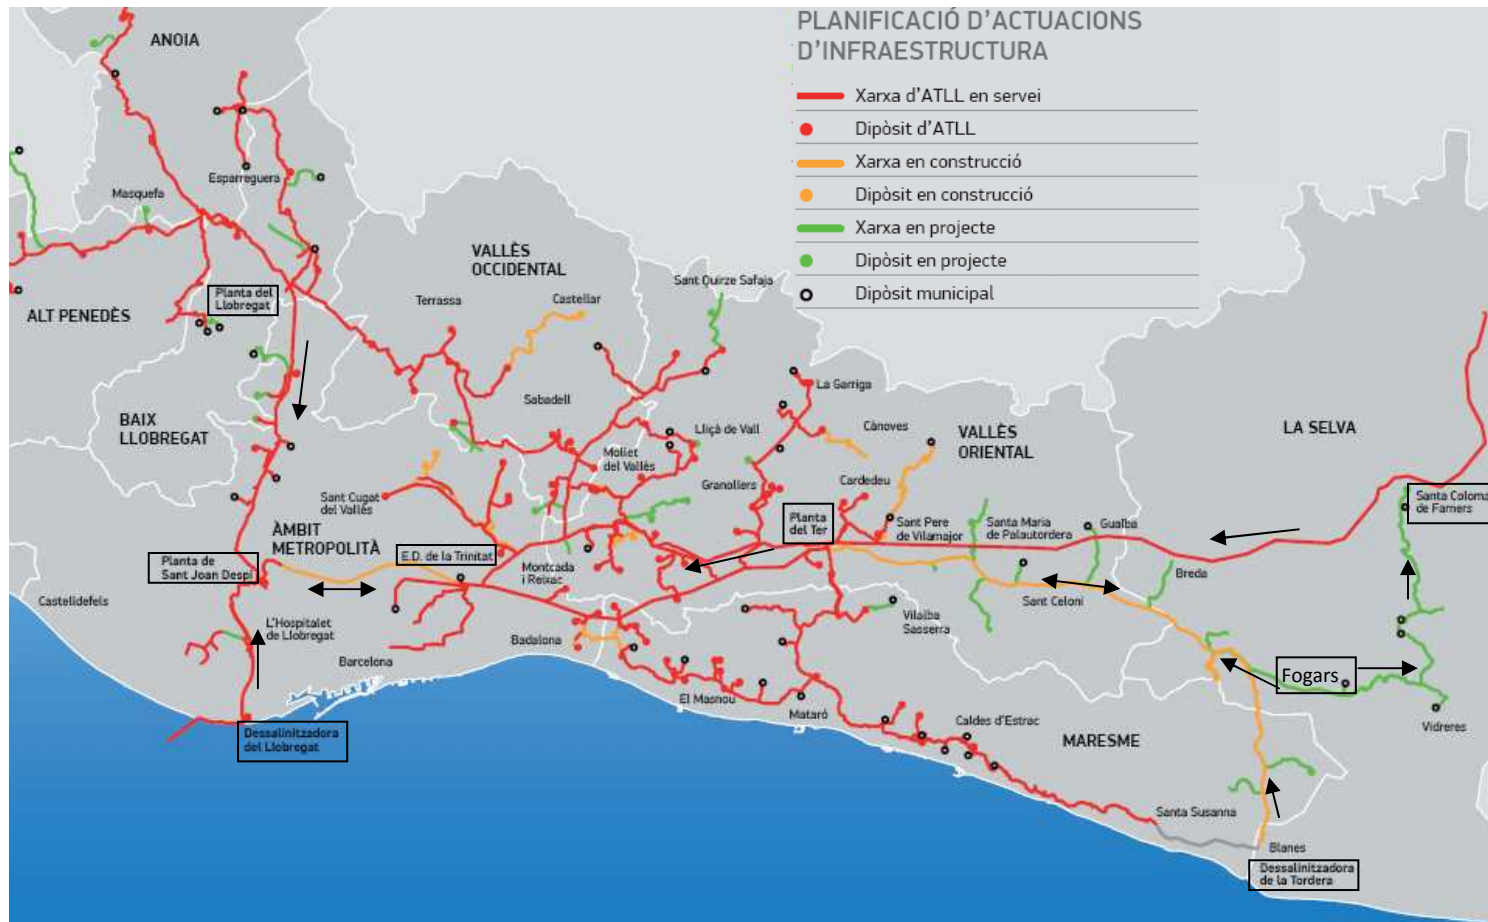 PLANIFICACIÓ D'ACTUACIONS
D'INFRAESTRUCTURA
Xarxa d'ATLL en servei
Dipòsit d'ATLL
Xarxa en construcció
Dipòsit en construcció
Xarxa en projecte
Dipòsit en projecte
Dipòsit municipal
ANOIA
Esparreguera
Masquefa
VALLÈS
OCCIDENTAL
Sant Quirze Safaja
Planta del
Llobregat
Terrassa
Castellar
ALT PENEDÈS
La Garriga
Sabadell
BAIX
LLOBREGAT
Lliçà de Vall
Cànoves
VALLÈS
ORIENTAL
LA SELVA
Mollet
del Vallès
Granollers
Cardedeu
Sant Cugat
del Vallès
Planta
del Ter
Sant Pere
de Vilamajor
Santa Maria
de Palautordera
Gualba
Santa Coloma
de Farners
ÀMBIT
METROPOLITÀ
E.D. de la Trinitat
Planta de
Sant Joan Despí
Montcada
i Reixac
Breda
Castelldefels
Sant Celoni
L'Hospitalet
de Llobregat
Vilalba
Sasserra
Badalona
Barcelona
Fogars
El Masnou
Mataró
Caldes d'Estrac
MARESME
Vidreres
Dessalinitzadora
del Llobregat
Santa Susanna
Blanes
Dessalinitzadora
de la Tordera